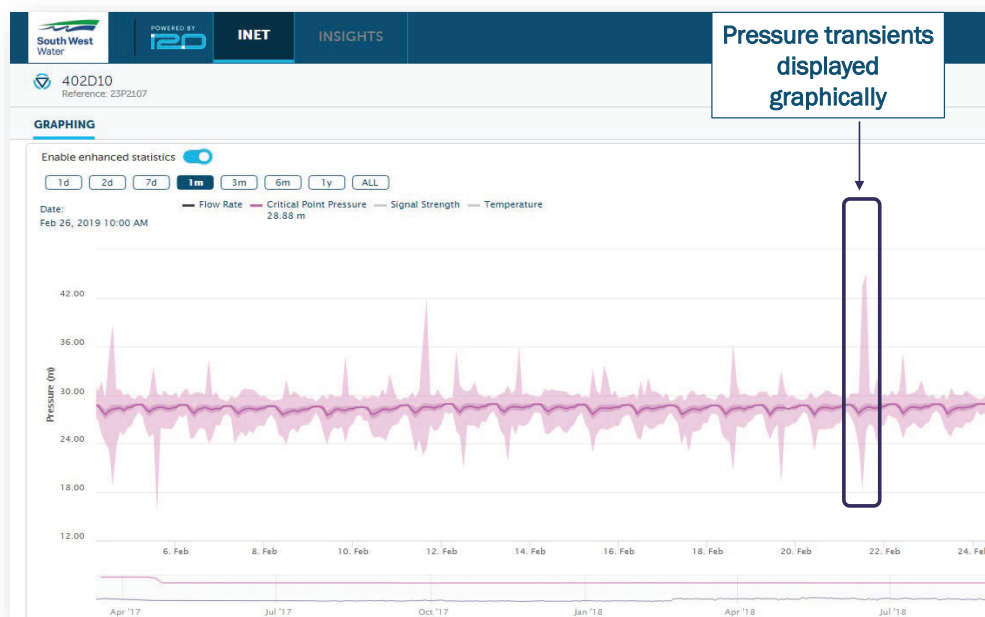 South West
Water
POWERED BY
i2O
INET
INSIGHTS
Pressure transients
displayed
graphically
402D10
Reference: 23P2107
GRAPHING
Enable enhanced statistics
1d 2d 7d 1m 3m 6m 1y ALL
Date:
Feb 26, 2019 10:00 AM
Flow Rate Critical Point Pressure Signal Strength Temperature
28.88 m
Pressure (m)
42.00
36.00
30.00
24.00
18.00
12.00
6. Feb 8. Feb 10. Feb 12. Feb 14. Feb 16. Feb 18. Feb 20. Feb 22. Feb 24. Feb
Apr '17 Jul '17 Oct '17 Jan '18 Apr '18 Jul '18